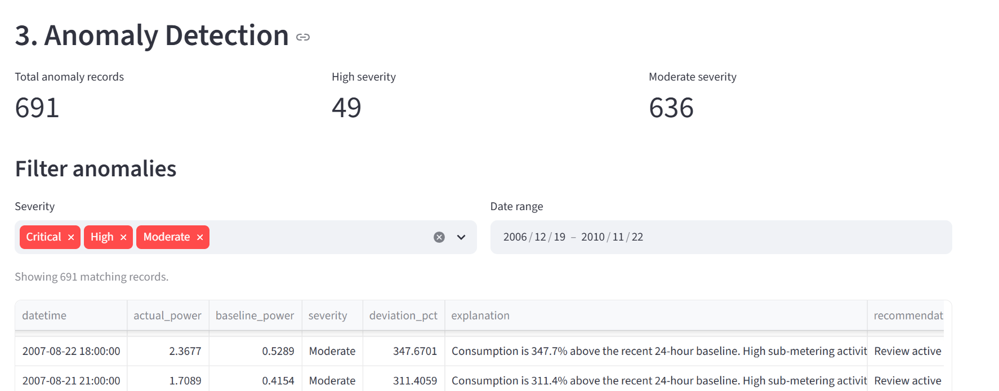 3. Anomaly Detection
Total anomaly records High severity Moderate severity
691 49 636
Filter anomalies
Severity Date range
Critical × High × Moderate × 2006/12/19 – 2010/11/22
Showing 691 matching records.
datetime actual_power baseline_power severity deviation_pct explanation recommendat
2007-08-22 18:00:00 2.3677 0.5289 Moderate 347.6701 Consumption is 347.7% above the recent 24-hour baseline. High sub-metering activit Review active
2007-08-21 21:00:00 1.7089 0.4154 Moderate 311.4059 Consumption is 311.4% above the recent 24-hour baseline. High sub-metering activit Review active